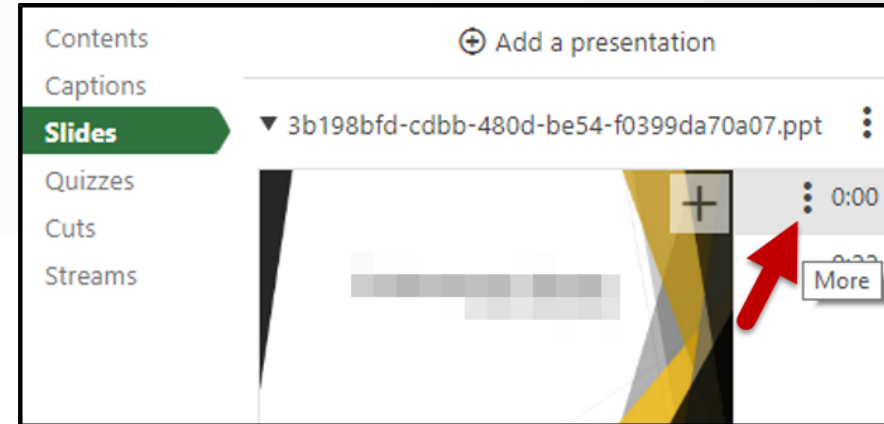 Contents
Captions
Slides
Quizzes
Cuts
Streams
Add a presentation
3b198bfd-cdbb-480d-be54-f0399da70a07.ppt
0:00
More